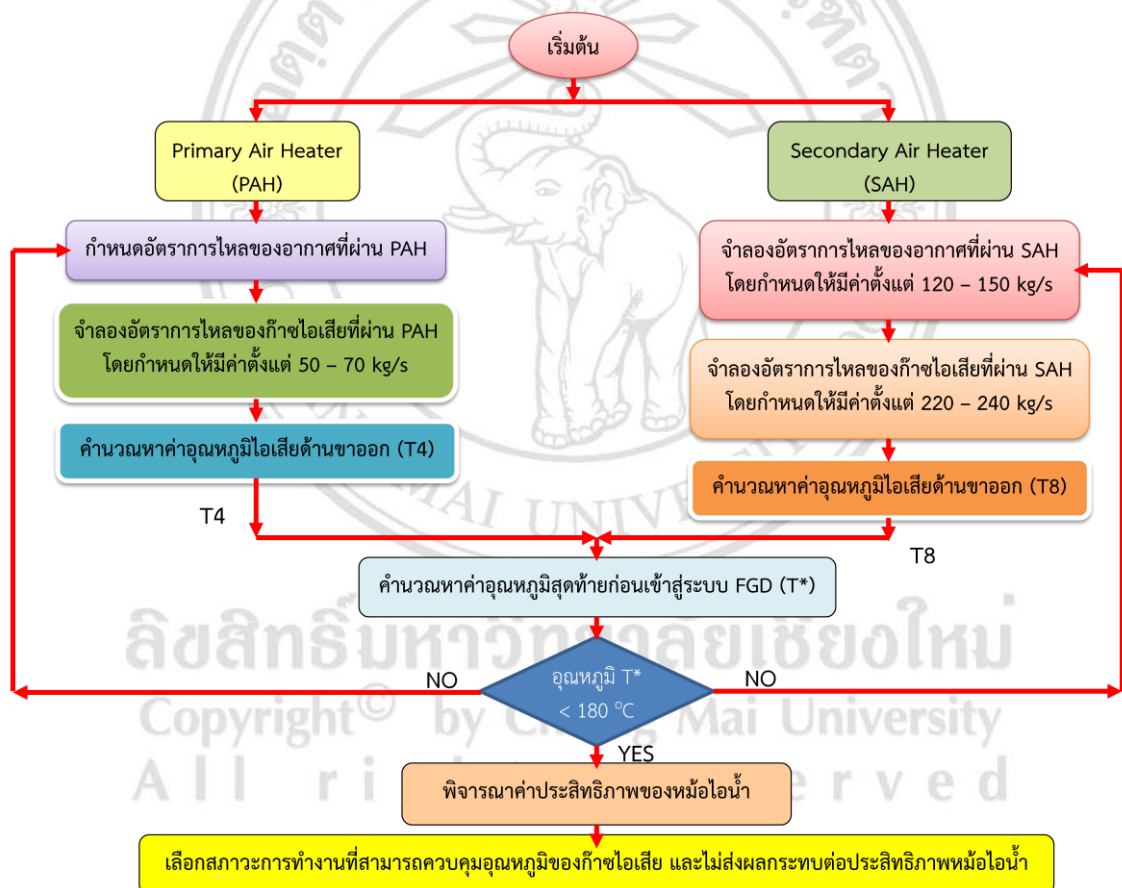 เริ่มต้น
Primary Air Heater
(PAH)
Secondary Air Heater
(SAH)
กำหนดอัตราการไหลของอากาศที่ผ่าน PAH
จำลองอัตราการไหลของอากาศที่ผ่าน SAH
โดยกำหนดให้มีค่าตั้งแต่ 120 – 150 kg/s
จำลองอัตราการไหลของก๊าซไอเสียที่ผ่าน PAH
โดยกำหนดให้มีค่าตั้งแต่ 50 – 70 kg/s
จำลองอัตราการไหลของก๊าซไอเสียที่ผ่าน SAH
โดยกำหนดให้มีค่าตั้งแต่ 220 – 240 kg/s
คำนวณหาค่าอุณหภูมิไอเสียด้านขาออก (T4)
คำนวณหาค่าอุณหภูมิไอเสียด้านขาออก (T8)
T4
T8
คำนวณหาค่าอุณหภูมิสุดท้ายก่อนเข้าสู่ระบบ FGD (T*)
อุณหภูมิ T*
< 180 °C
NO
NO
YES
พิจารณาค่าประสิทธิภาพของหม้อไอน้ำ
เลือกสภาวะการทำงานที่สามารถควบคุมอุณหภูมิของก๊าซไอเสีย และไม่ส่งผลกระทบต่อประสิทธิภาพหม้อไอน้ำ
ลิขสิทธิ์มหาวิทยาลัยเชียงใหม่
Copyright© by Mai University
All